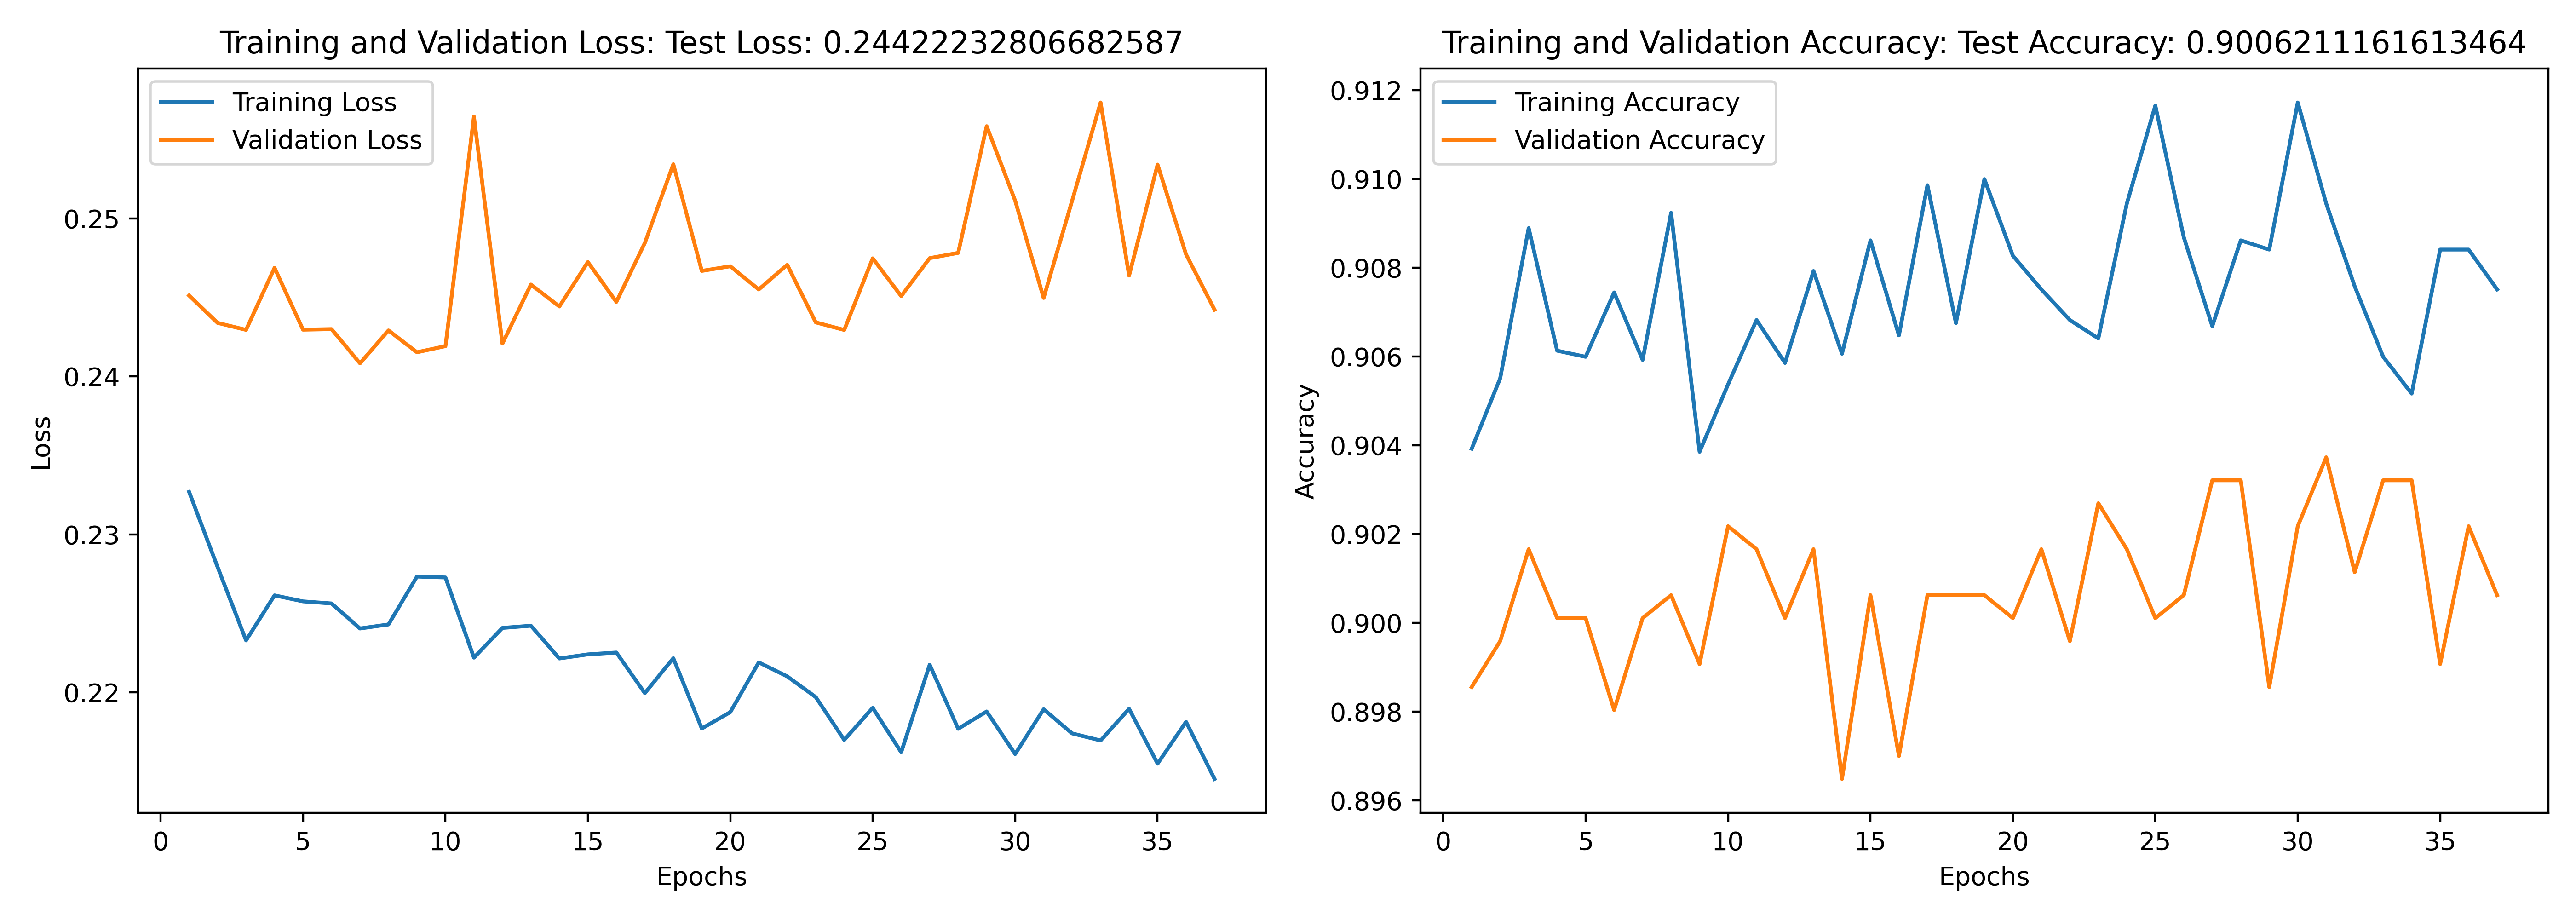 Training and Validation Loss: Test Loss: 0.24422232806682587
Training Loss
Validation Loss
0.25
0.24
0.23
0.22
Loss
0 5 10 15 20 25 30 35
Epochs
Training and Validation Accuracy: Test Accuracy: 0.9006211161613464
Training Accuracy
Validation Accuracy
0.912
0.910
0.908
0.906
0.904
0.902
0.900
0.898
0.896
Accuracy
0 5 10 15 20 25 30 35
Epochs